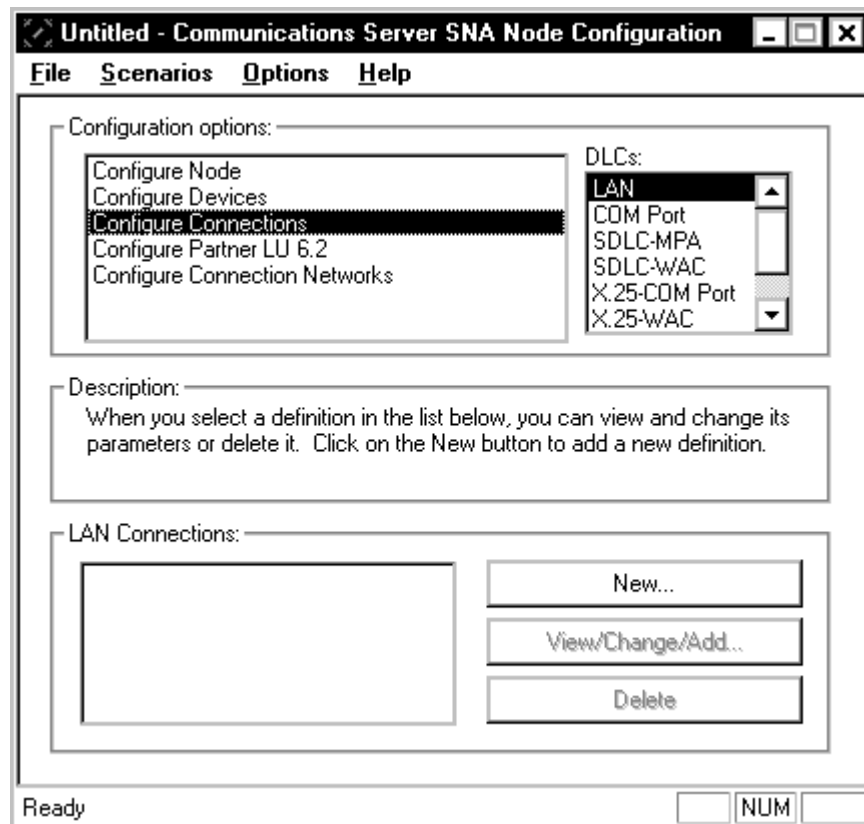 Untitled - Communications Server SNA Node Configuration
File Scenarios Options Help
Configuration options:
Configure Node
Configure Devices
Configure Connections
Configure Partner LU 6.2
Configure Connection Networks
DLCs:
LAN
COM Port
SDLC-MPA
SDLC-WAC
X.25-COM Port
X.25-WAC
Description:
When you select a definition in the list below, you can view and change its
parameters or delete it. Click on the New button to add a new definition.
LAN Connections:
New...
View/Change/Add...
Delete
Ready
NUM